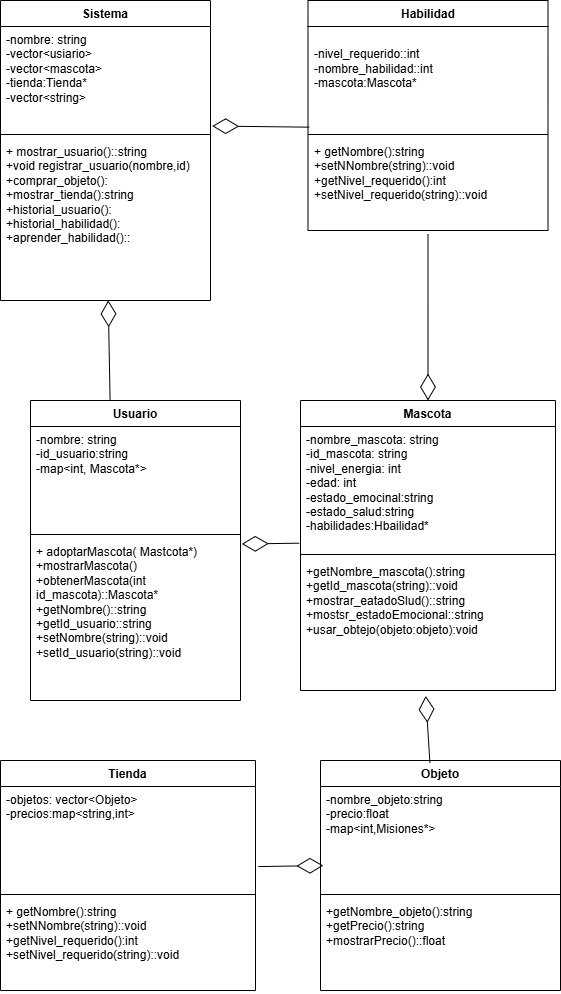 Sistema
-nombre: string
-vector<usiario>
-vector<mascota>
-tienda:Tienda*
-vector<string>
+ mostrar_usuario()::string
+void registrar_usuario(nombre,id)
+comprar_objeto():
+mostrar_tienda():string
+historial_usuario():
+historial_habilidad():
+aprender_habilidad()::
Habilidad
-nivel_requerido::int
-nombre_habilidad::int
-mascota:Mascota*
+ getNombre():string
+setNNombre(string)::void
+getNivel_requerido():int
+setNivel_requerido(string)::void
Usuario
-nombre: string
-id_usuario:string
-map<int, Mascota*>
+ adoptarMascota( Mastcota*)
+mostrarMascota()
+obtenerMascota(int
id_mascota)::Mascota*
+getNombre()::string
+getId_usuario::string
+setNombre(string)::void
+setId_usuario(string)::void
Mascota
-nombre_mascota: string
-id_mascota: string
-nivel_energia: int
-edad: int
-estado_emocinal:string
-estado_salud:string
-habilidades:Hbailidad*
+getNombre_mascota():string
+getId_mascota(string)::void
+mostrar_eatadoSlud()::string
+mostsr_estadoEmocional::string
+usar_obtejo(objeto:objeto):void
Tienda
-objetos: vector<Objeto>
-precios:map<string,int>
+ getNombre():string
+setNNombre(string)::void
+getNivel_requerido():int
+setNivel_requerido(string)::void
Objeto
-nombre_objeto:string
-precio:float
-map<int,Misiones*>
+getNombre_objeto():string
+getPrecio():string
+mostrarPrecio()::float